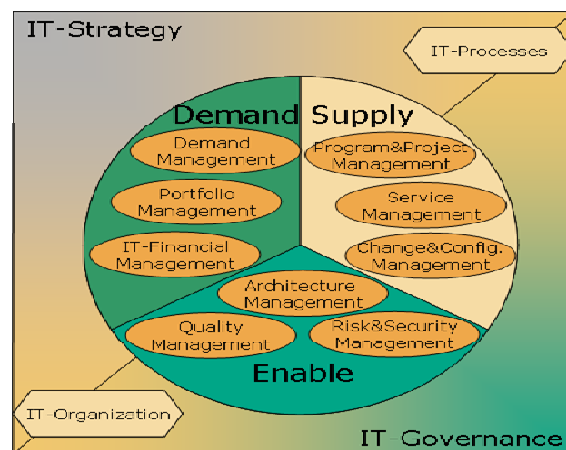 IT-Strategy
IT-Processes
Demand Supply
Demand
Management
Program&Project
Management
Portfolio
Management
Service
Management
IT-Financial
Management
Change&Config.
Management
Architecture
Management
Quality
Management
Risk&Security
Management
Enable
IT-Organization
IT-Governance